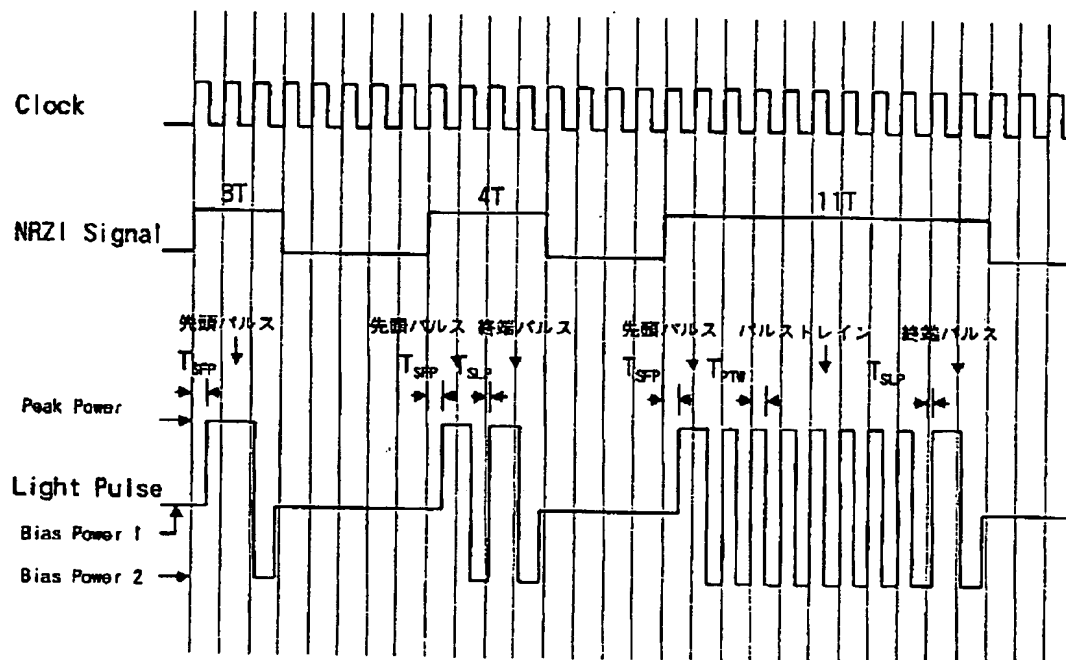 Clock
3T 4T 11T
NRZI Signal
先頭パルス 先頭パルス 終端パルス 先頭パルス パルストレイン 終端パルス
TSFP TSFP TSLP TSFP TPTW TSLP
Peak Power
Light Pulse
Bias Power 1
Bias Power 2